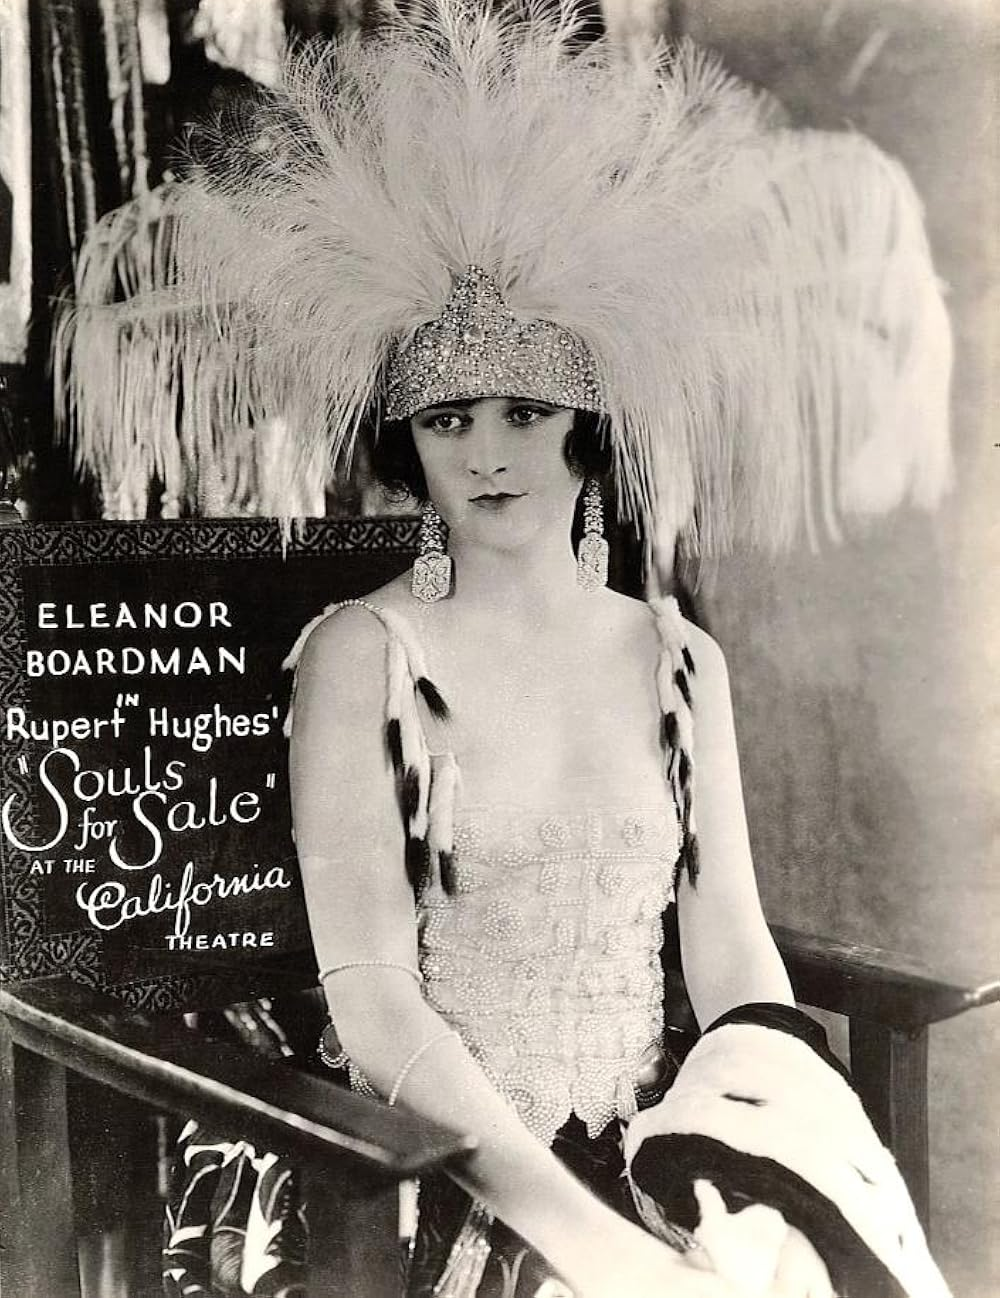 ELEANOR
BOARDMAN
IN
Rupert Hughes'
"Souls
for Sale"
AT THE
California
THEATRE